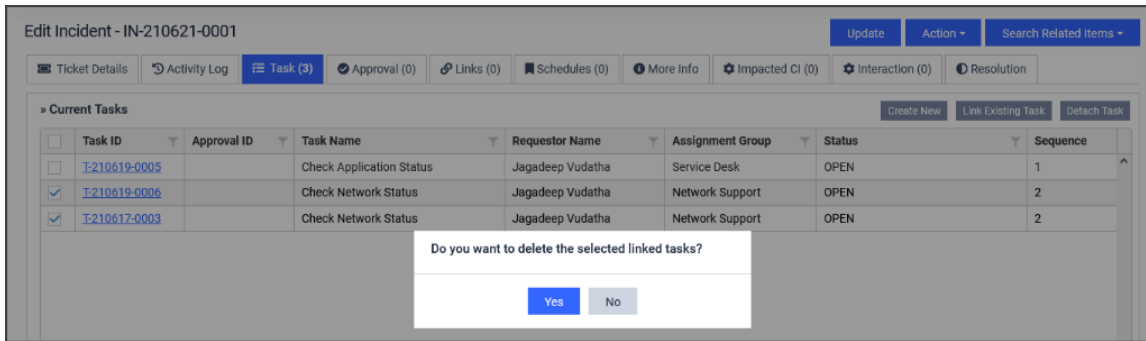 Edit Incident - IN-210621-0001
Update Action Search Related Items
Ticket Details Activity Log Task (3) Approval (0) Links (0) Schedules (0) More Info Impacted CI (0) Interaction (0) Resolution
» Current Tasks Create New Link Existing Task Detach Task
Task ID Approval ID Task Name Requestor Name Assignment Group Status Sequence
T-210619-0005 Check Application Status Jagadeep Vudatha Service Desk OPEN 1
T-210619-0006 Check Network Status Jagadeep Vudatha Network Support OPEN 2
T-210617-0003 Check Network Status Jagadeep Vudatha Network Support OPEN 2
Do you want to delete the selected linked tasks?
Yes No